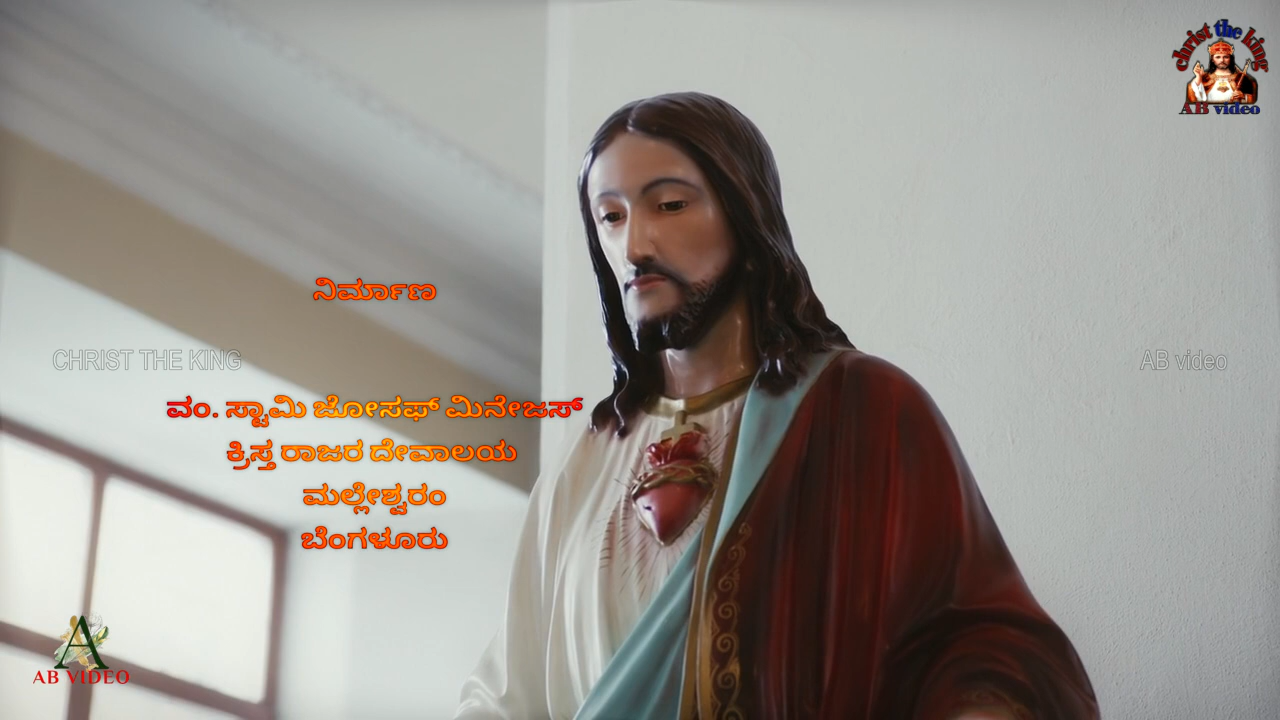 christ the king
AB video
ನಿರ್ಮಾಣ
CHRIST THE KING
AB video
ವಂ. ಸ್ವಾಮಿ ಜೋಸಫ್ ಮಿನೇಜಸ್
ಕ್ರಿಸ್ತ ರಾಜರ ದೇವಾಲಯ
ಮಲ್ಲೇಶ್ವರಂ
ಬೆಂಗಳೂರು
A
AB VIDEO